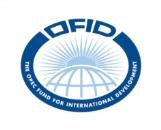 OFID
THE OPEC FUND FOR INTERNATIONAL DEVELOPMENT